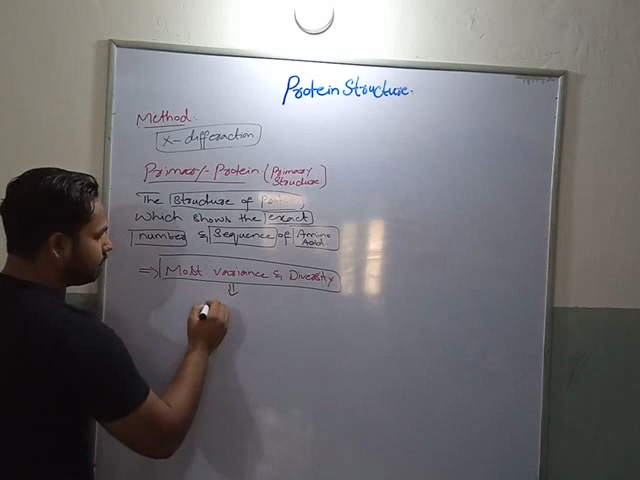 Protein Structure.
Method.
X-differaction
Primary - Protein (Primary Structure)
The structure of protein,
which shows the exact
number & Sequence of Amino Acid
⇒ Most variance & Diversity
⇓